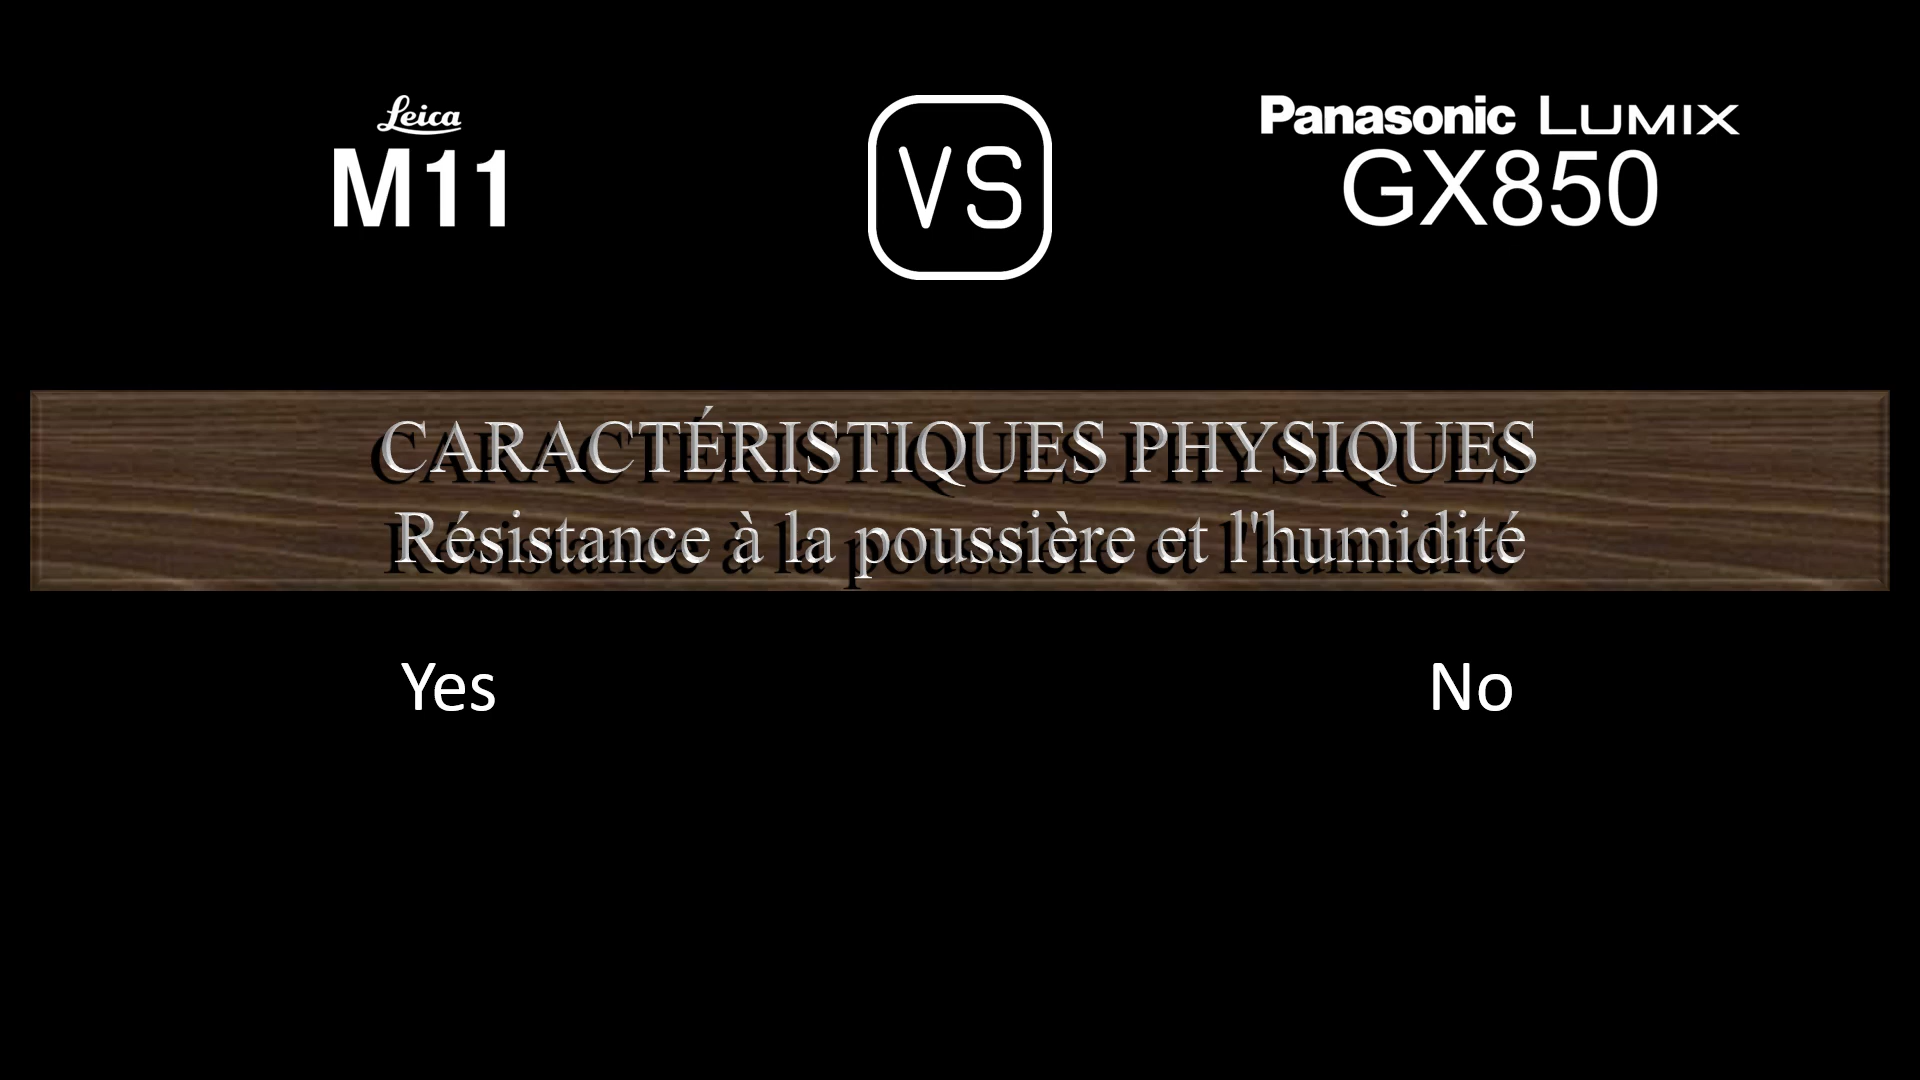 Leica
M11
VS
Panasonic LUMIX
GX850
CARACTÉRISTIQUES PHYSIQUES
Résistance à la poussière et l'humidité
Yes
No